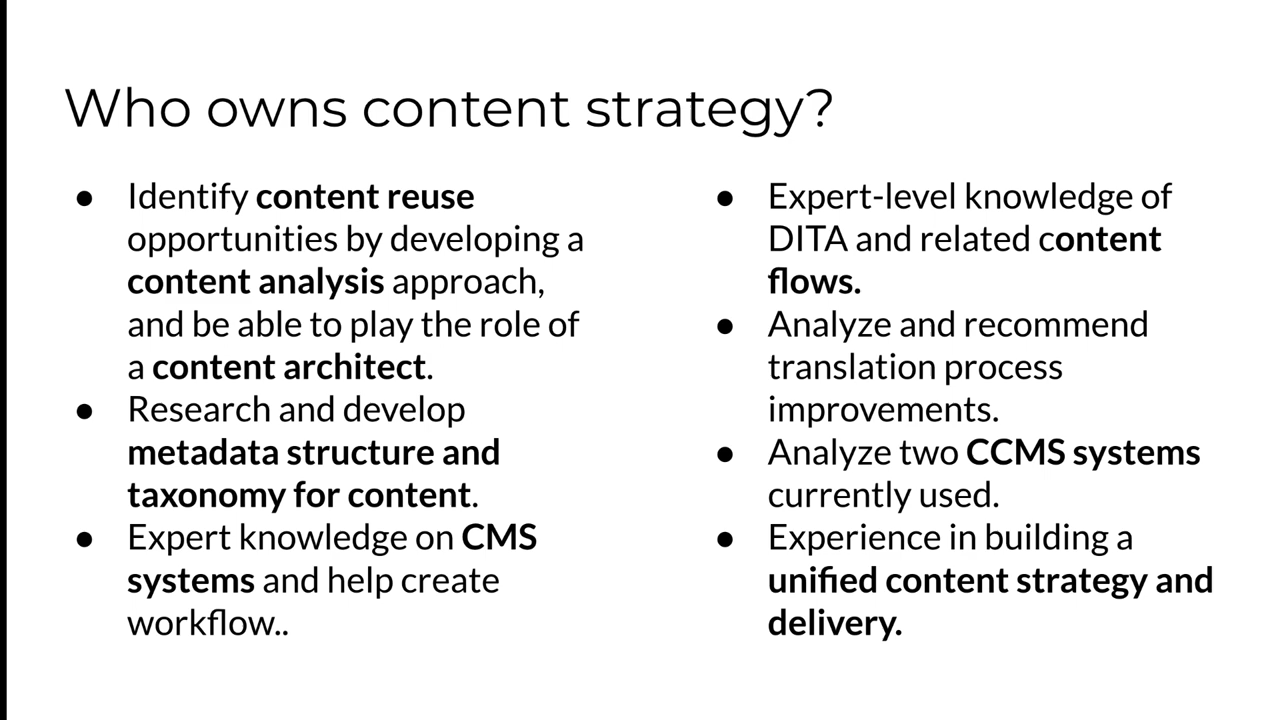 Who owns content strategy?
● Identify content reuse
opportunities by developing a
content analysis approach,
and be able to play the role of
a content architect.
● Research and develop
metadata structure and
taxonomy for content.
● Expert knowledge on CMS
systems and help create
workflow..
● Expert-level knowledge of
DITA and related content
flows.
● Analyze and recommend
translation process
improvements.
● Analyze two CCMS systems
currently used.
● Experience in building a
unified content strategy and
delivery.